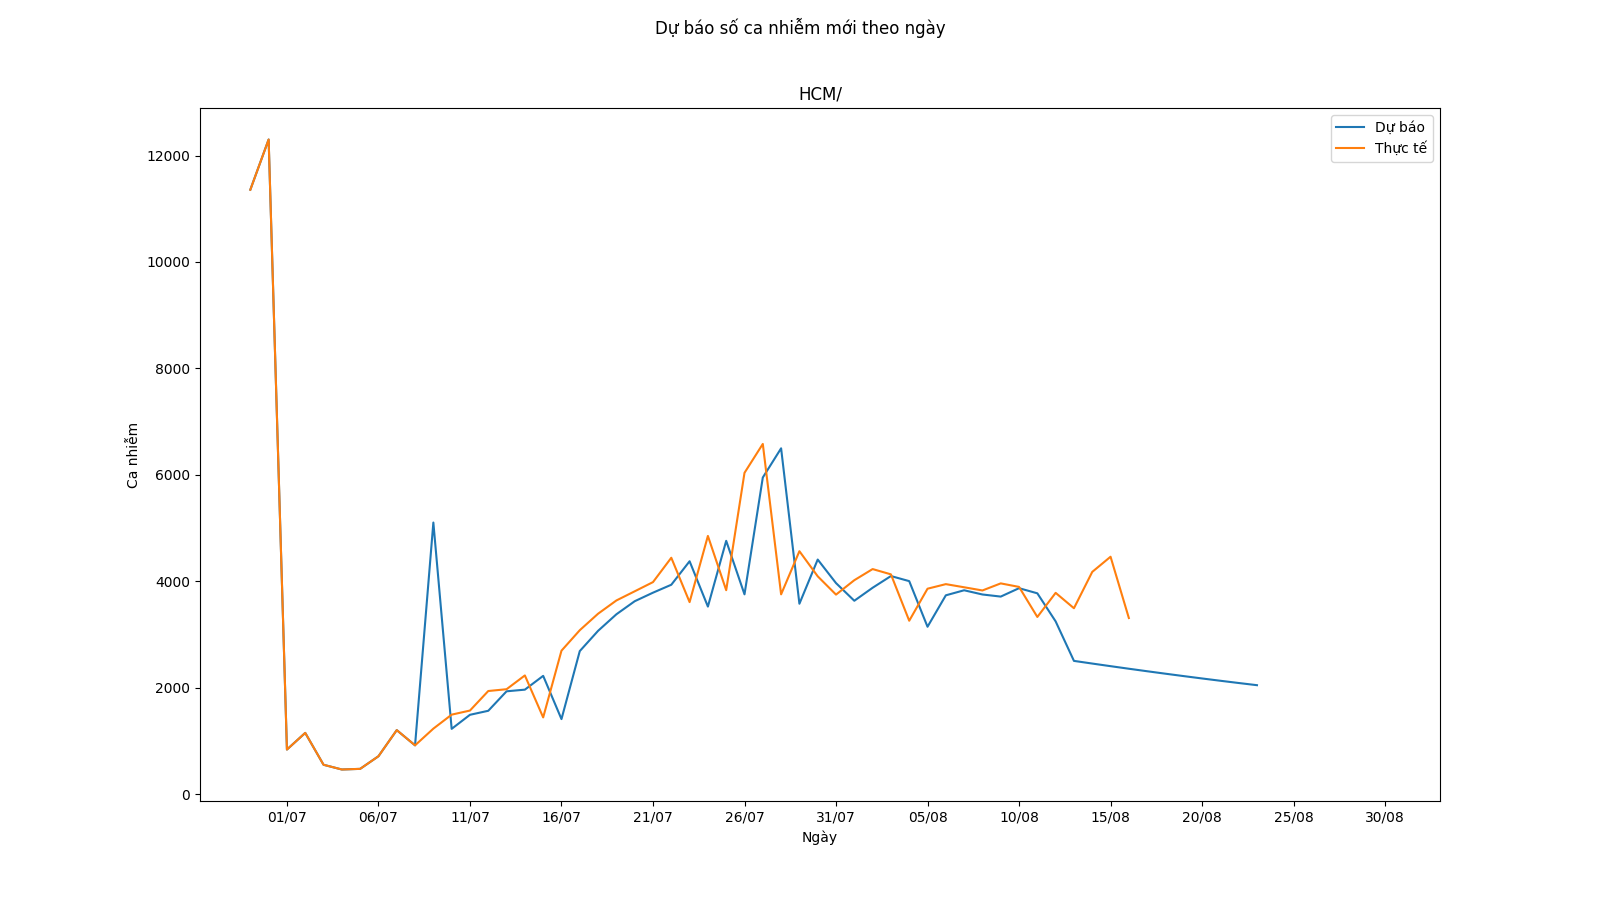 Dự báo số ca nhiễm mới theo ngày
HCM/
Dự báo
Thực tế
12000
10000
8000
6000
4000
2000
0
Ca nhiễm
01/07 06/07 11/07 16/07 21/07 26/07 31/07 05/08 10/08 15/08 20/08 25/08 30/08
Ngày